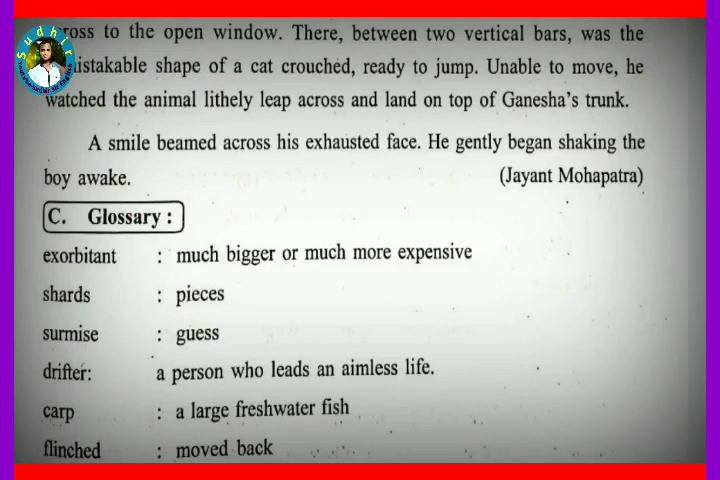 Sudhir
to the open window. There, between two vertical bars, was the
shape of a cat crouched, ready to jump. Unable to move, he
watched the animal lithely leap across and land on top of Ganesha's trunk.
A smile beamed across his exhausted face. He gently began shaking the
boy awake. (Jayant Mohapatra)
C. Glossary :
exorbitant : much bigger or much more expensive
shards : pieces
surmise : guess
drifter: a person who leads an aimless life.
carp : a large freshwater fish
flinched : moved back